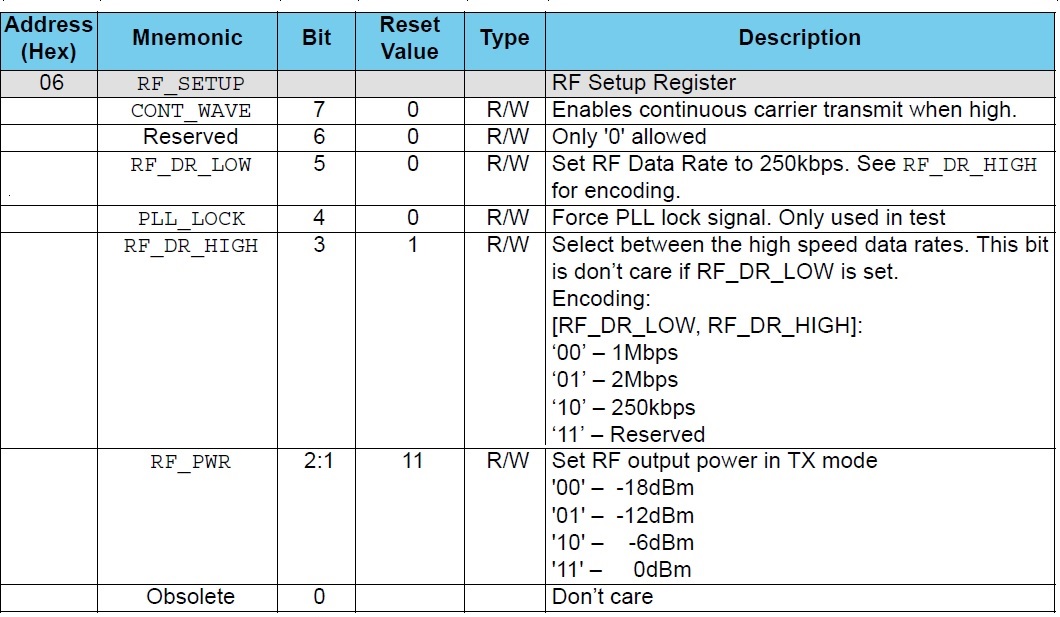 Address (Hex) Mnemonic Bit Reset Value Type Description
06 RF_SETUP RF Setup Register
CONT_WAVE 7 0 R/W Enables continuous carrier transmit when high.
Reserved 6 0 R/W Only '0' allowed
RF_DR_LOW 5 0 R/W Set RF Data Rate to 250kbps. See RF_DR_HIGH
for encoding.
PLL_LOCK 4 0 R/W Force PLL lock signal. Only used in test
RF_DR_HIGH 3 1 R/W Select between the high speed data rates. This bit
is don’t care if RF_DR_LOW is set.
Encoding:
[RF_DR_LOW, RF_DR_HIGH]:
‘00’ – 1Mbps
‘01’ – 2Mbps
‘10’ – 250kbps
‘11’ – Reserved
RF_PWR 2:1 11 R/W Set RF output power in TX mode
'00' – -18dBm
'01' – -12dBm
'10' – -6dBm
'11' – 0dBm
Obsolete 0 Don’t care